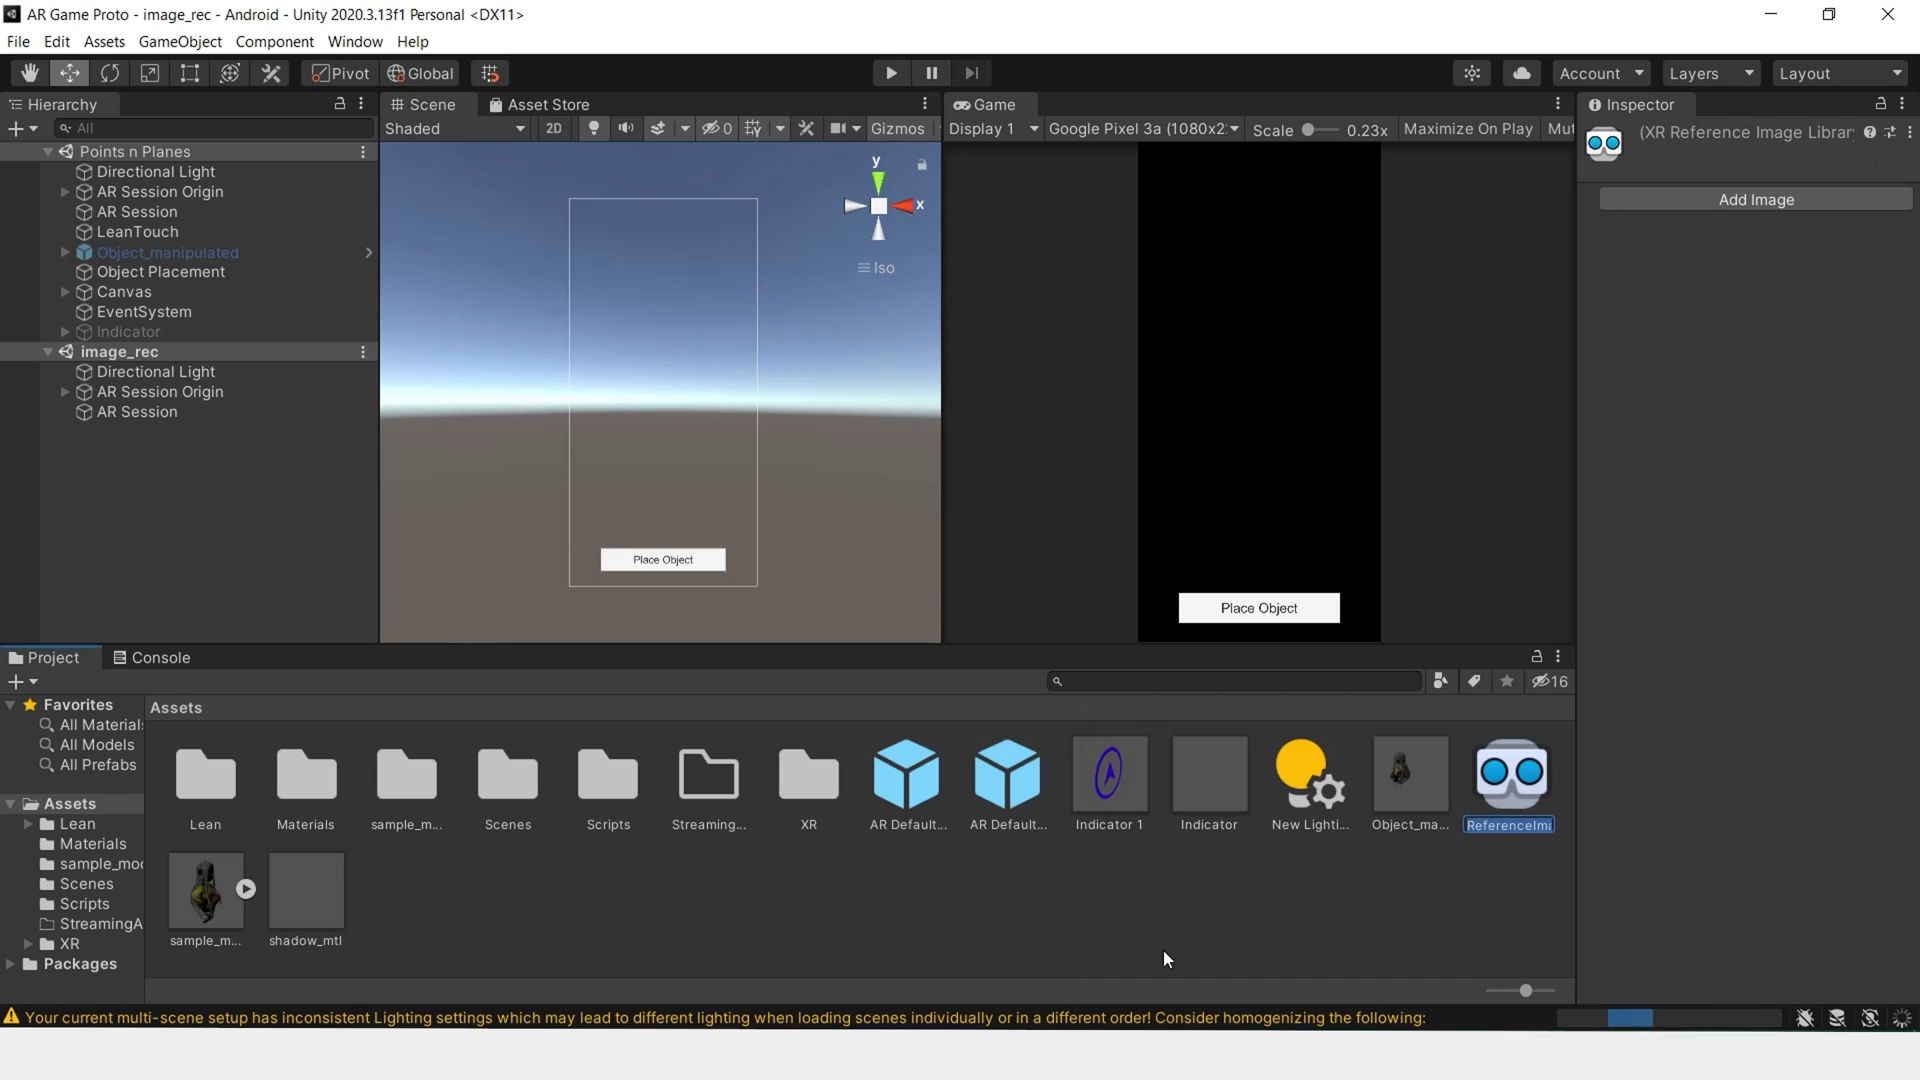 AR Game Proto - image_rec - Android - Unity 2020.3.13f1 Personal <DX11>
File Edit Assets GameObject Component Window Help
Pivot Global Account Layers Layout
Hierarchy
All
Points n Planes
Directional Light
AR Session Origin
AR Session
LeanTouch
Object_manipulated
Object Placement
Canvas
EventSystem
Indicator
image_rec
Directional Light
AR Session Origin
AR Session
Scene Asset Store
Shaded 2D 0 Gizmos
y
x
Iso
Place Object
Game
Display 1 Google Pixel 3a (1080x2: Scale 0.23x Maximize On Play Mut
Place Object
Inspector
(XR Reference Image Librar
Add Image
Project Console
16
Favorites
All Materials
All Models
All Prefabs
Assets
Lean
Materials
sample_mod
Scenes
Scripts
StreamingA
XR
Packages
Assets
Lean Materials sample_m... Scenes Scripts Streaming... XR AR Default... AR Default... Indicator 1 Indicator New Lighti... Object_ma... ReferenceIma
sample_m... shadow_mtl
Your current multi-scene setup has inconsistent Lighting settings which may lead to different lighting when loading scenes individually or in a different order! Consider homogenizing the following: